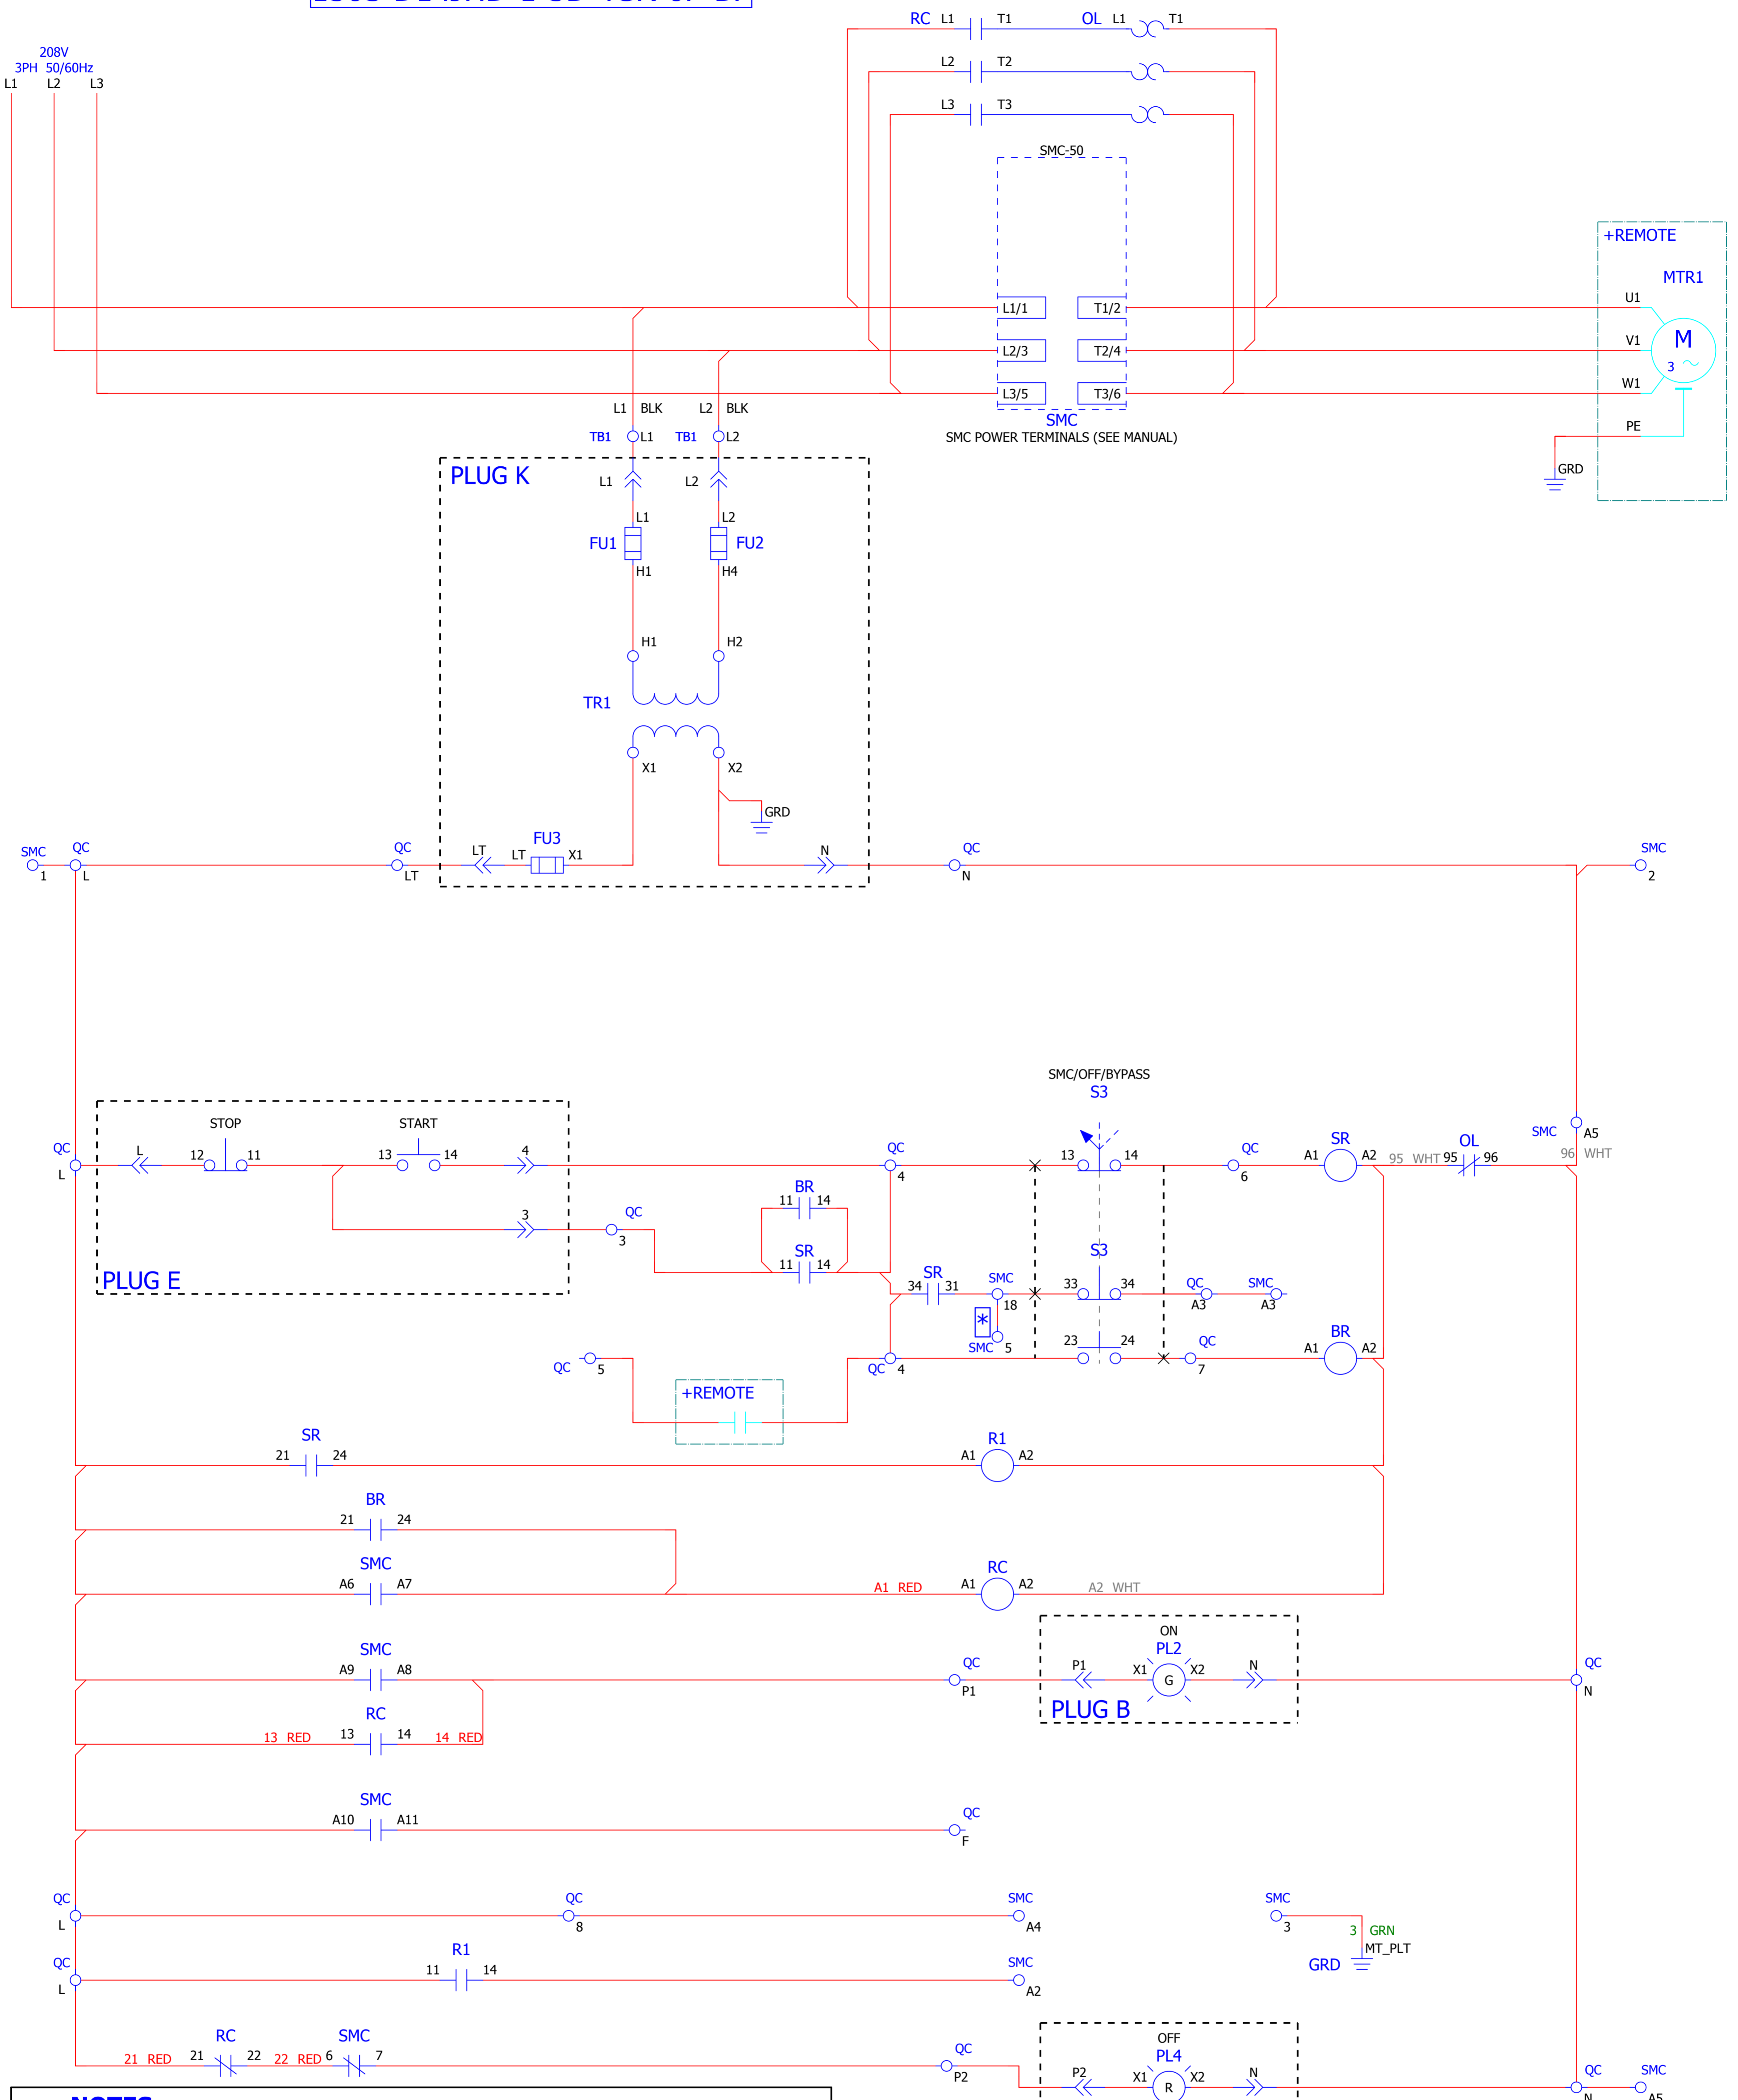 208V
3PH 50/60Hz
L1 L2 L3
RC L1 T1 OL L1 T1
L2 T2
L3 T3
SMC-50
+REMOTE
MTR1
L1/1 T1/2 U1
L2/3 T2/4 V1 M
3
L3/5 T3/6 W1
SMC
SMC POWER TERMINALS (SEE MANUAL)
PE
GRD
L1 BLK L2 BLK
TB1 L1 TB1 L2
PLUG K
L1 L2
L1 L2
FU1 FU2
H1 H4
H1 H2
TR1
X1 X2
GRD
SMC QC QC FU3 QC SMC
1 L LT LT LT X1 N N 2
SMC/OFF/BYPASS
S3
STOP START
QC L 12 11 13 14 4 QC 13 14 QC SR OL SMC A5
L 4 6 A1 A2 95 WHT 95 96 96 WHT
BR
11 14
3 QC
3
SR
11 14
S3
PLUG E
SR
34 31 SMC 33 34 QC SMC
18 A3 A3
*
SMC 5 23 24 QC BR
QC 5 QC 4 7 A1 A2
+REMOTE
SR R1
21 24 A1 A2
BR
21 24
SMC RC
A6 A7 A1 RED A1 A2 A2 WHT
ON
SMC QC PL2 QC
A9 A8 P1 P1 X1 G X2 N N
PLUG B
RC
13 RED 13 14 14 RED
SMC QC
A10 A11 F
QC QC SMC SMC
L 8 A4 3
3 GRN
MT_PLT
GRD
QC R1 SMC
L 11 14 A2
OFF
RC SMC QC PL4 QC SMC
21 RED 21 22 22 RED 6 7 P2 P2 X1 R X2 N N A5